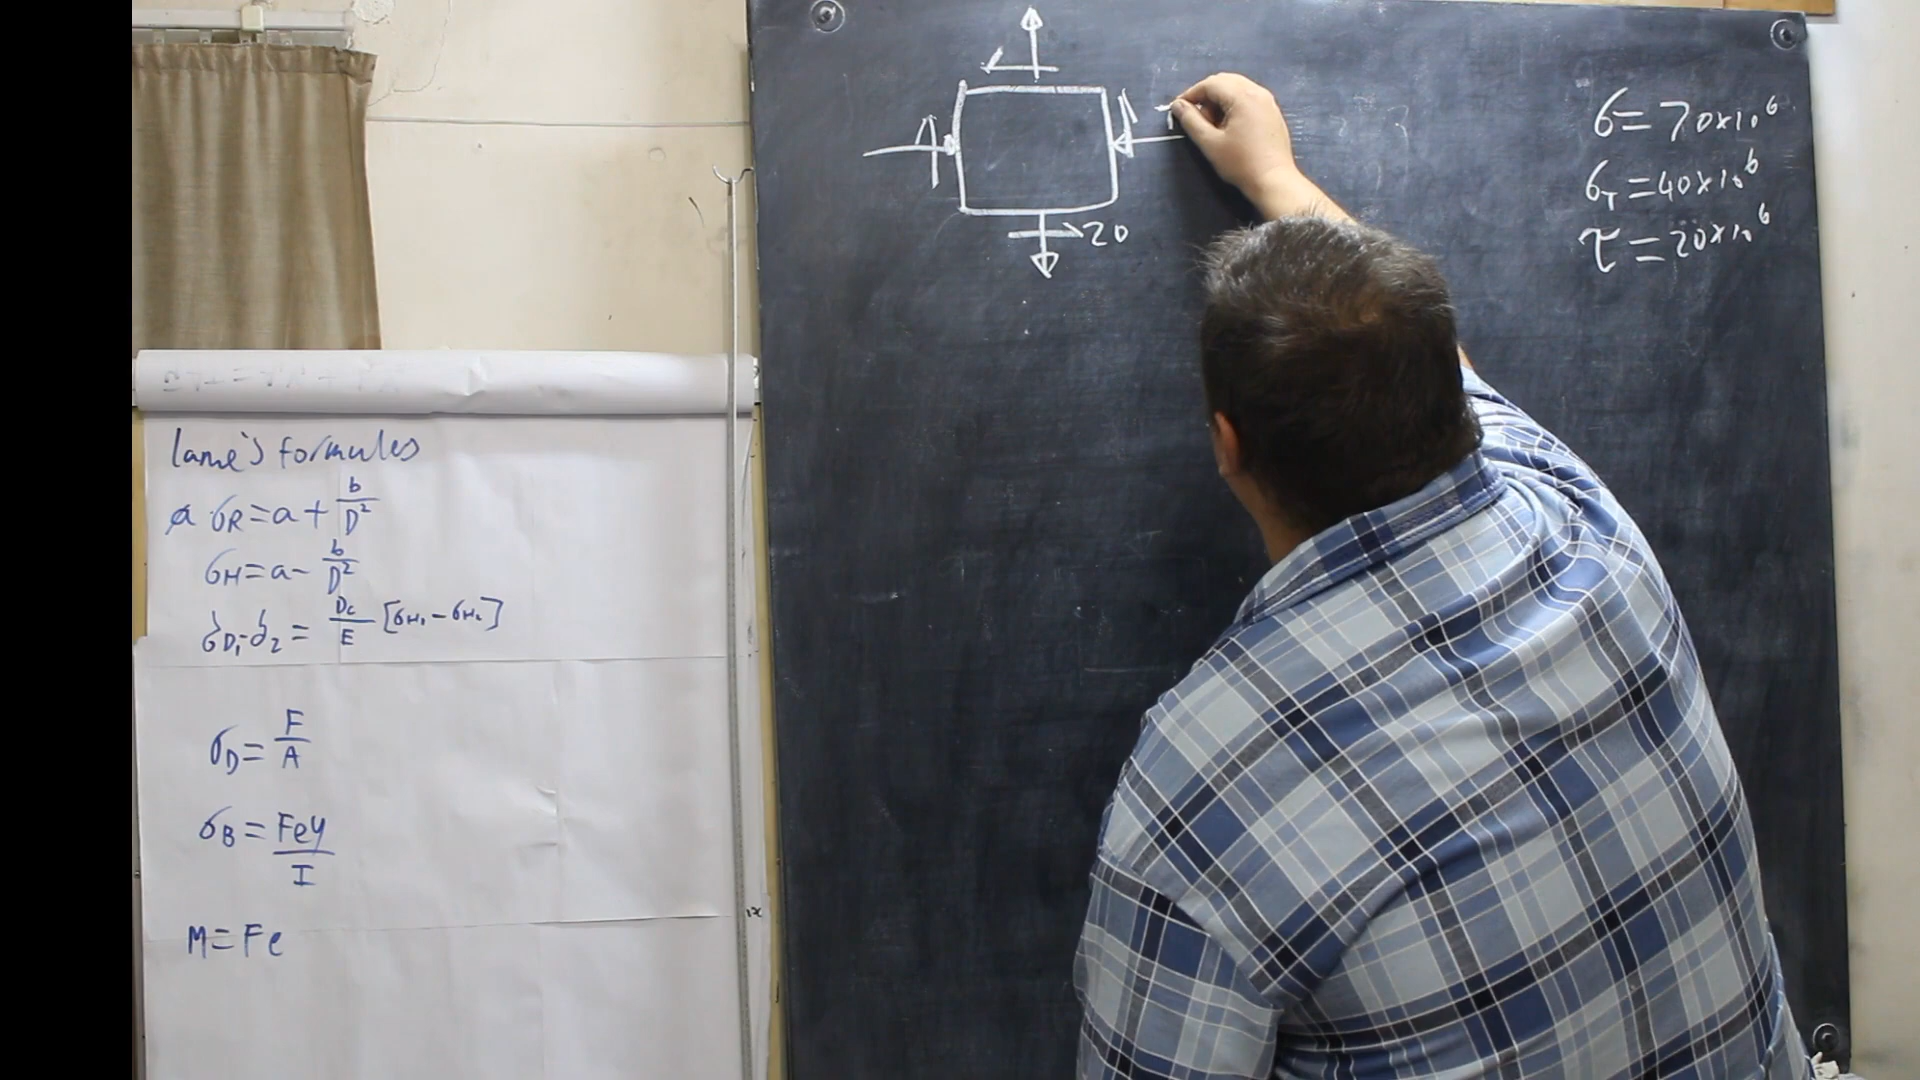 Lame's formules
a σR = a + b/D²
σH = a - b/D²
δD₁-δ₂ = Dc/E [σH₁ - σH₂]
σD = F/A
σB = Fey/I
M = Fe
20
σ = 70×10⁶
σT = 40×10⁶
τ = 20×10⁶